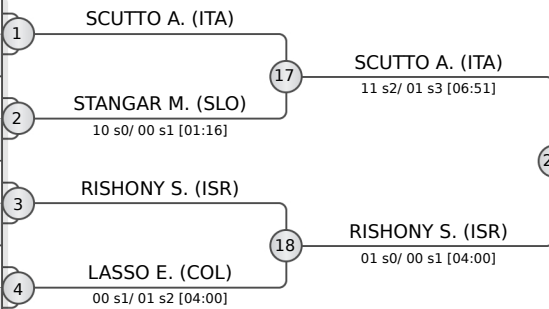 SCUTTO A. (ITA)
1
17
SCUTTO A. (ITA)
11 s2/ 01 s3 [06:51]
STANGAR M. (SLO)
2
10 s0/ 00 s1 [01:16]
RISHONY S. (ISR)
3
18
RISHONY S. (ISR)
01 s0/ 00 s1 [04:00]
LASSO E. (COL)
4
00 s1/ 01 s2 [04:00]